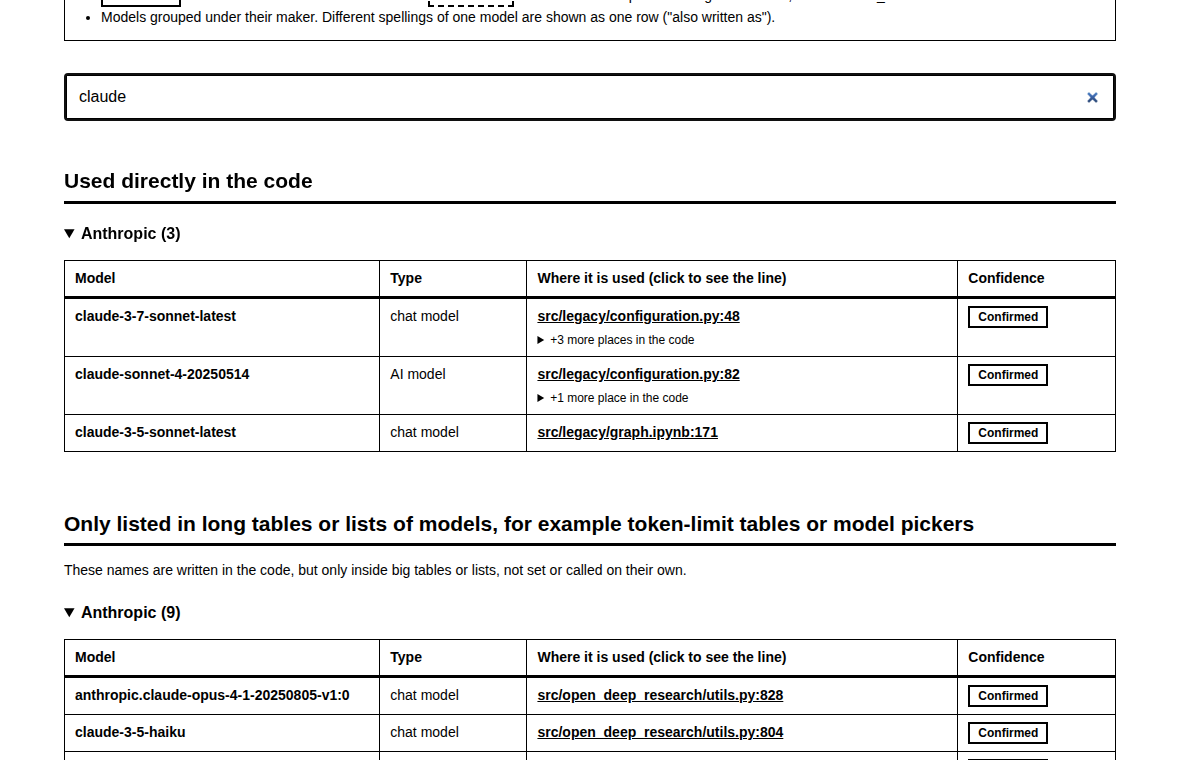 Models grouped under their maker. Different spellings of one model are shown as one row ("also written as").
claude
Used directly in the code
Anthropic (3)
Model Type Where it is used (click to see the line) Confidence
claude-3-7-sonnet-latest chat model src/legacy/configuration.py:48 Confirmed
+3 more places in the code
claude-sonnet-4-20250514 AI model src/legacy/configuration.py:82 Confirmed
+1 more place in the code
claude-3-5-sonnet-latest chat model src/legacy/graph.ipynb:171 Confirmed
Only listed in long tables or lists of models, for example token-limit tables or model pickers
These names are written in the code, but only inside big tables or lists, not set or called on their own.
Anthropic (9)
Model Type Where it is used (click to see the line) Confidence
anthropic.claude-opus-4-1-20250805-v1:0 chat model src/open_deep_research/utils.py:828 Confirmed
claude-3-5-haiku chat model src/open_deep_research/utils.py:804 Confirmed